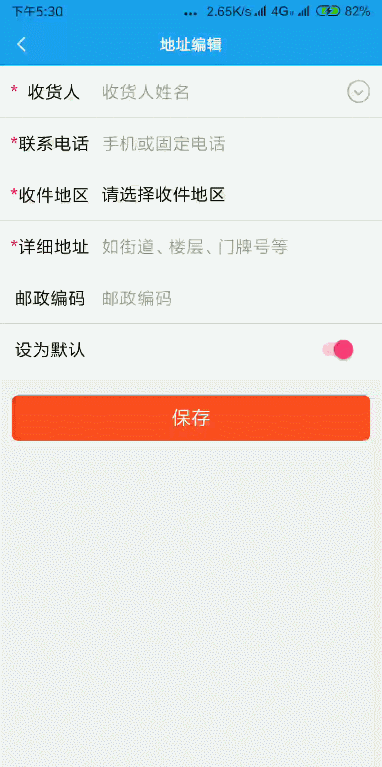 下午5:30 ... 2.65K/s 4G 82%
地址编辑
* 收货人 收货人姓名
*联系电话 手机或固定电话
*收件地区 请选择收件地区
*详细地址 如街道、楼层、门牌号等
邮政编码 邮政编码
设为默认
保存